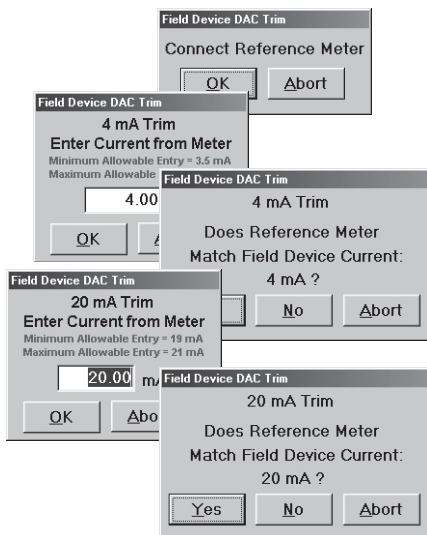 Field Device DAC Trim
Connect Reference Meter
OK Abort
Field Device DAC Trim
4 mA Trim
Enter Current from Meter
Minimum Allowable Entry = 3.5 mA
Maximum Allowable
4.00
OK
Field Device DAC Trim
4 mA Trim
Does Reference Meter
Match Field Device Current:
4 mA ?
No Abort
Field Device DAC Trim
20 mA Trim
Enter Current from Meter
Minimum Allowable Entry = 19 mA
Maximum Allowable Entry = 21 mA
20.00
OK
Field Device DAC Trim
20 mA Trim
Does Reference Meter
Match Field Device Current:
20 mA ?
Yes No Abort